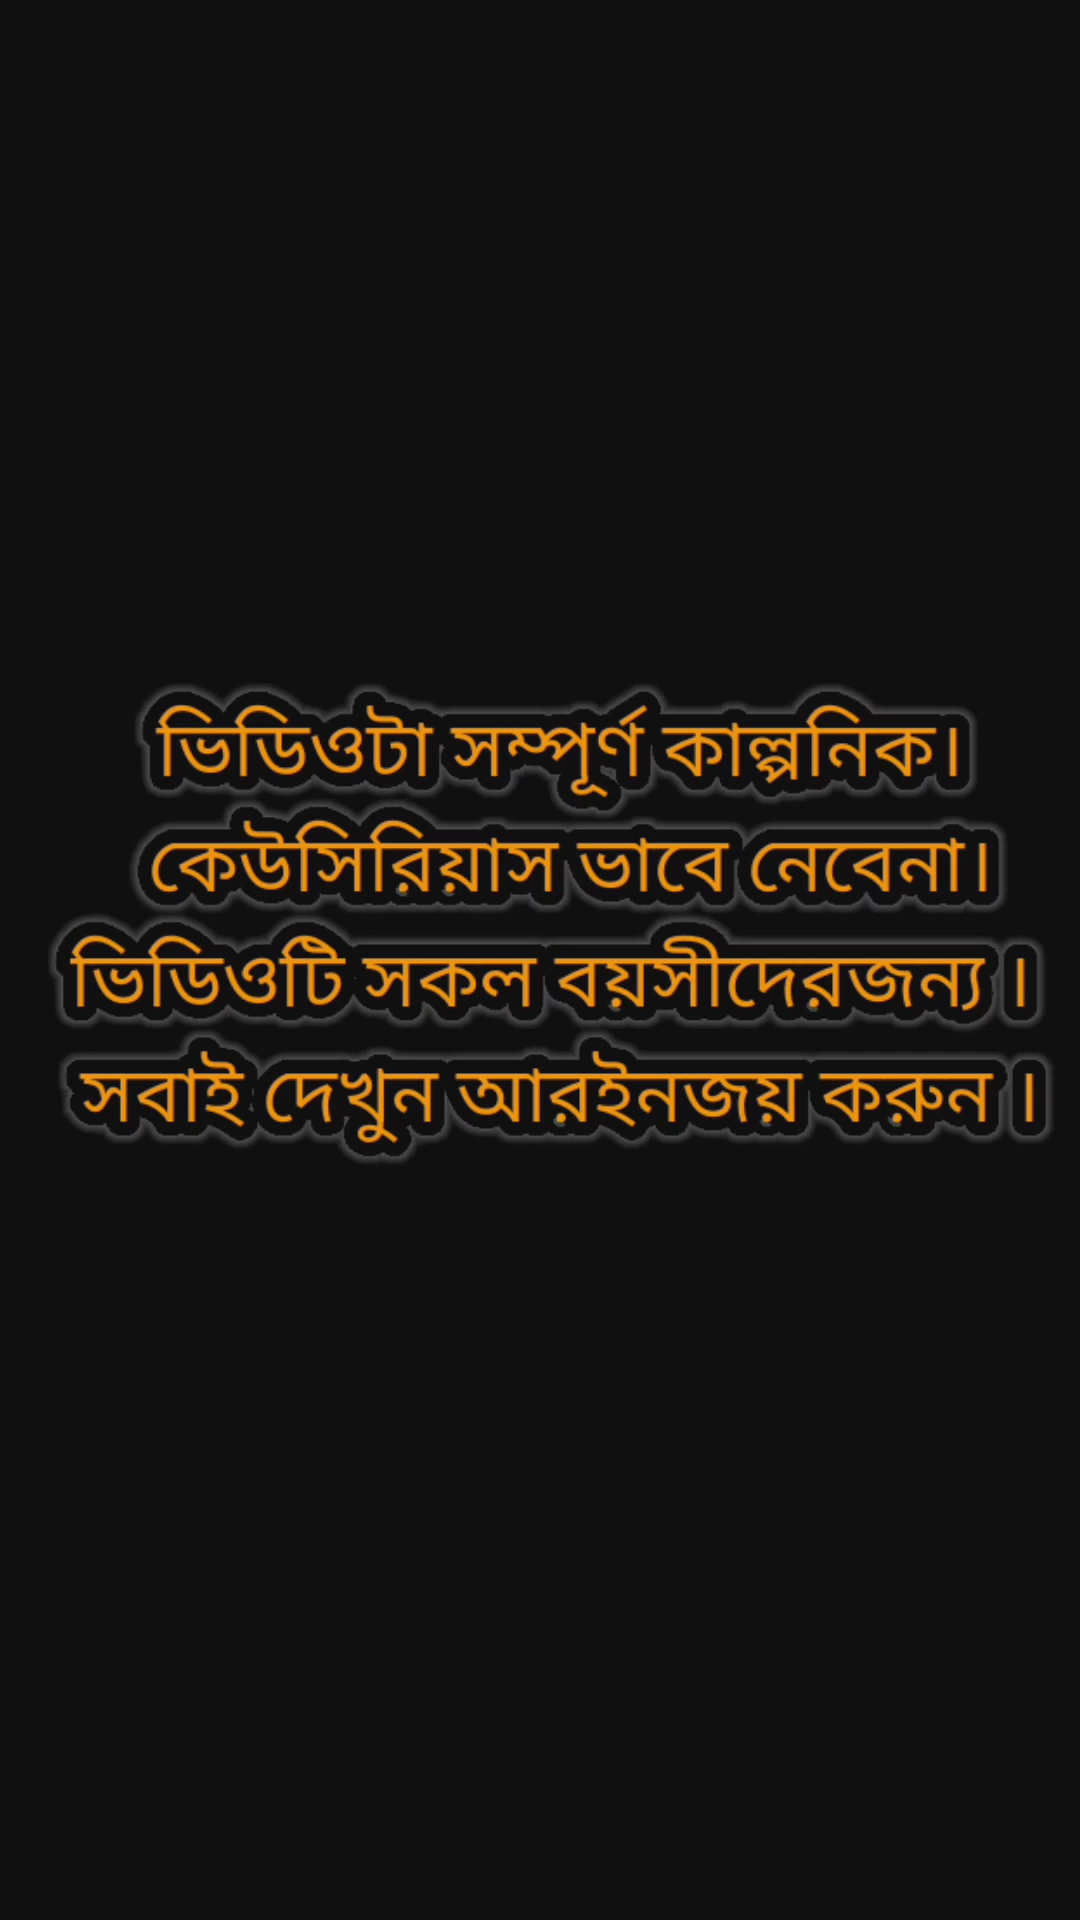 ভিডিওটা সম্পূর্ণ কাল্পনিক।
কেউসিরিয়াস ভাবে নেবেনা।
ভিডিওটি সকল বয়সীদেরজন্য ।
সবাই দেখুন আরইনজয় করুন ।